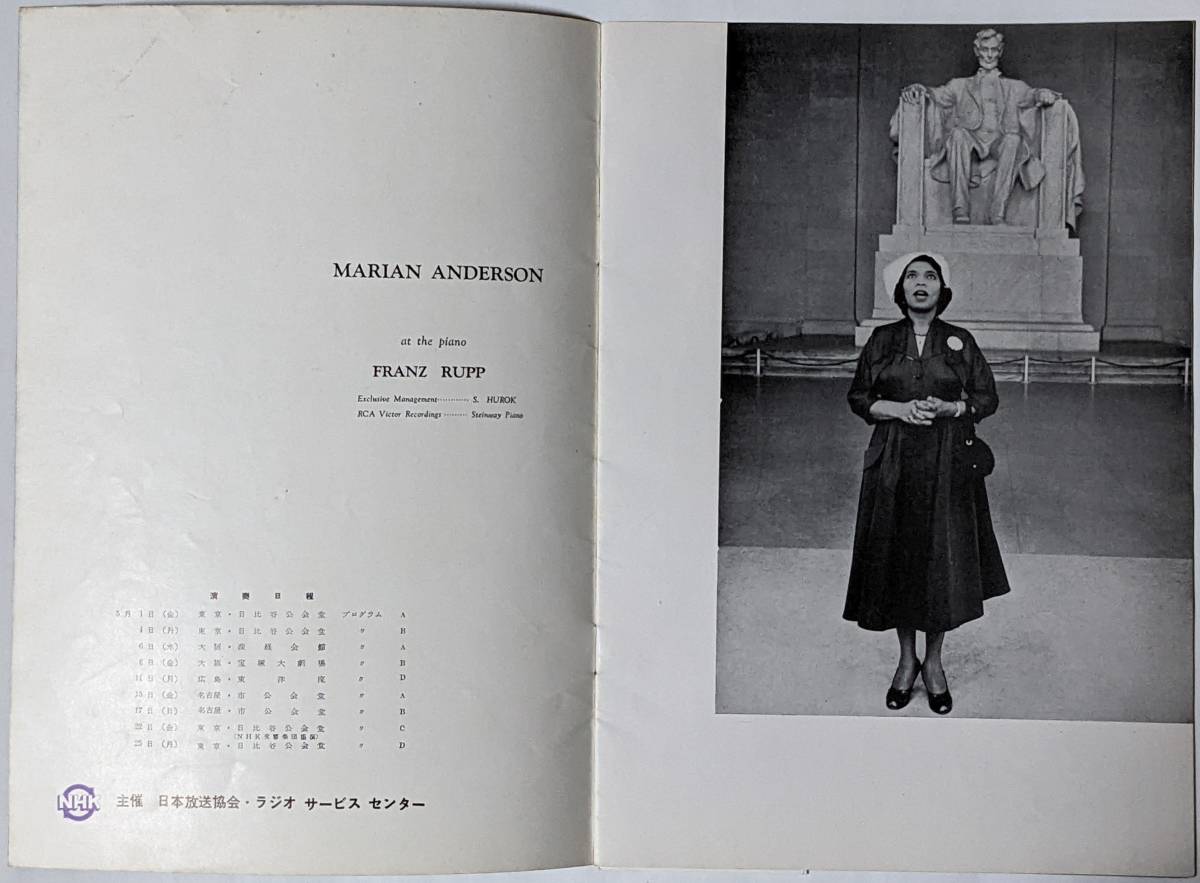 MARIAN ANDERSON
at the piano
FRANZ RUPP
Exclusive Management············ S. HUROK
RCA Victor Recordings ········· Steinway Piano
演奏日程
5月 1日 (金) 東京・日比谷公会堂 プログラム A
4日 (月) 東京・日比谷公会堂 〃 B
6日 (水) 大阪・産経会館 〃 A
8日 (金) 大阪・宝塚大劇場 〃 B
11日 (月) 広島・東洋座 〃 D
15日 (金) 名古屋・市公会堂 〃 A
17日 (日) 名古屋・市公会堂 〃 B
22日 (金) 東京・日比谷公会堂 〃 C
(NHK交響楽団協演)
25日 (月) 東京・日比谷公会堂 〃 D
NHK 主催 日本放送協会・ラジオ サービス センター